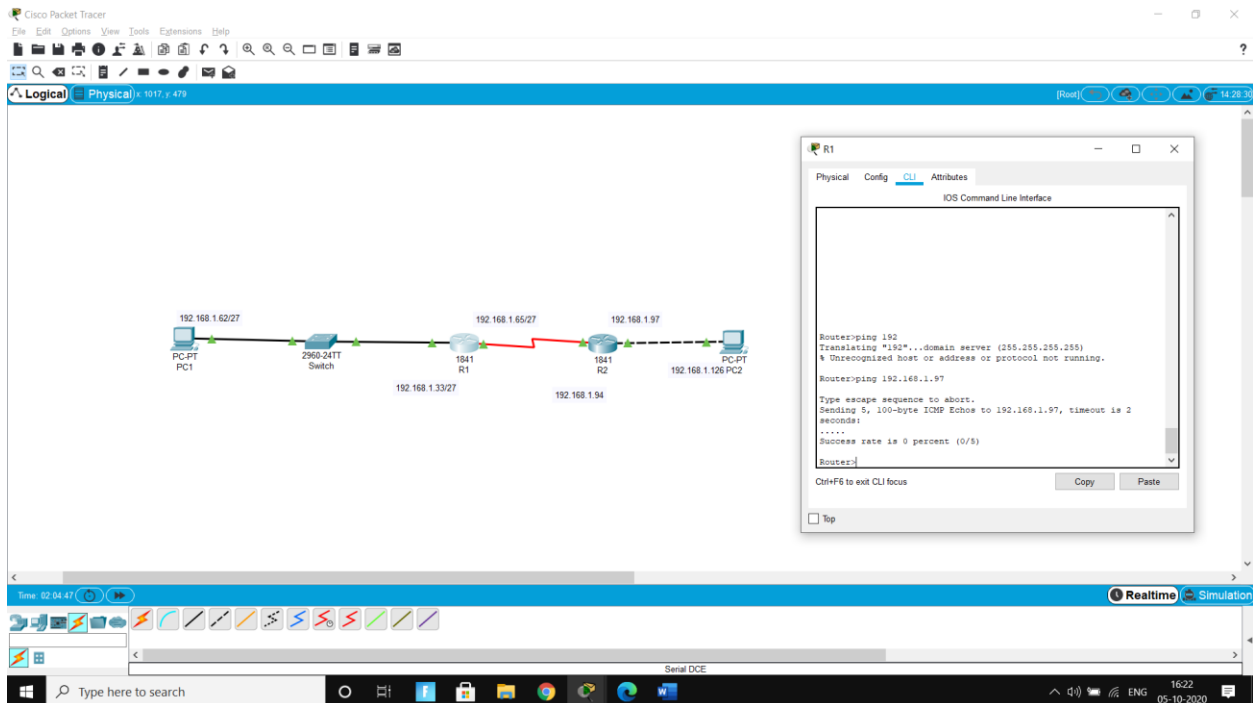 Cisco Packet Tracer
File Edit Options View Tools Extensions Help
?
Logical Physical x: 1017, y: 479 [Root] 14:28:30
R1
Physical Config CLI Attributes
IOS Command Line Interface
Router>ping 192
Translating "192"...domain server (255.255.255.255)
% Unrecognized host or address or protocol not running.
Router>ping 192.168.1.97
Type escape sequence to abort.
Sending 5, 100-byte ICMP Echos to 192.168.1.97, timeout is 2
seconds:
.....
Success rate is 0 percent (0/5)
Router>
Ctrl+F6 to exit CLI focus Copy Paste
Top
192.168.1.62/27
192.168.1.65/27
192.168.1.97
PC-PT
PC1
2960-24TT
Switch
1841
R1
1841
R2
PC-PT
192.168.1.126 PC2
192.168.1.33/27
192.168.1.94
Time: 02:04:47 Realtime Simulation
Serial DCE
Type here to search
ENG
16:22
05-10-2020